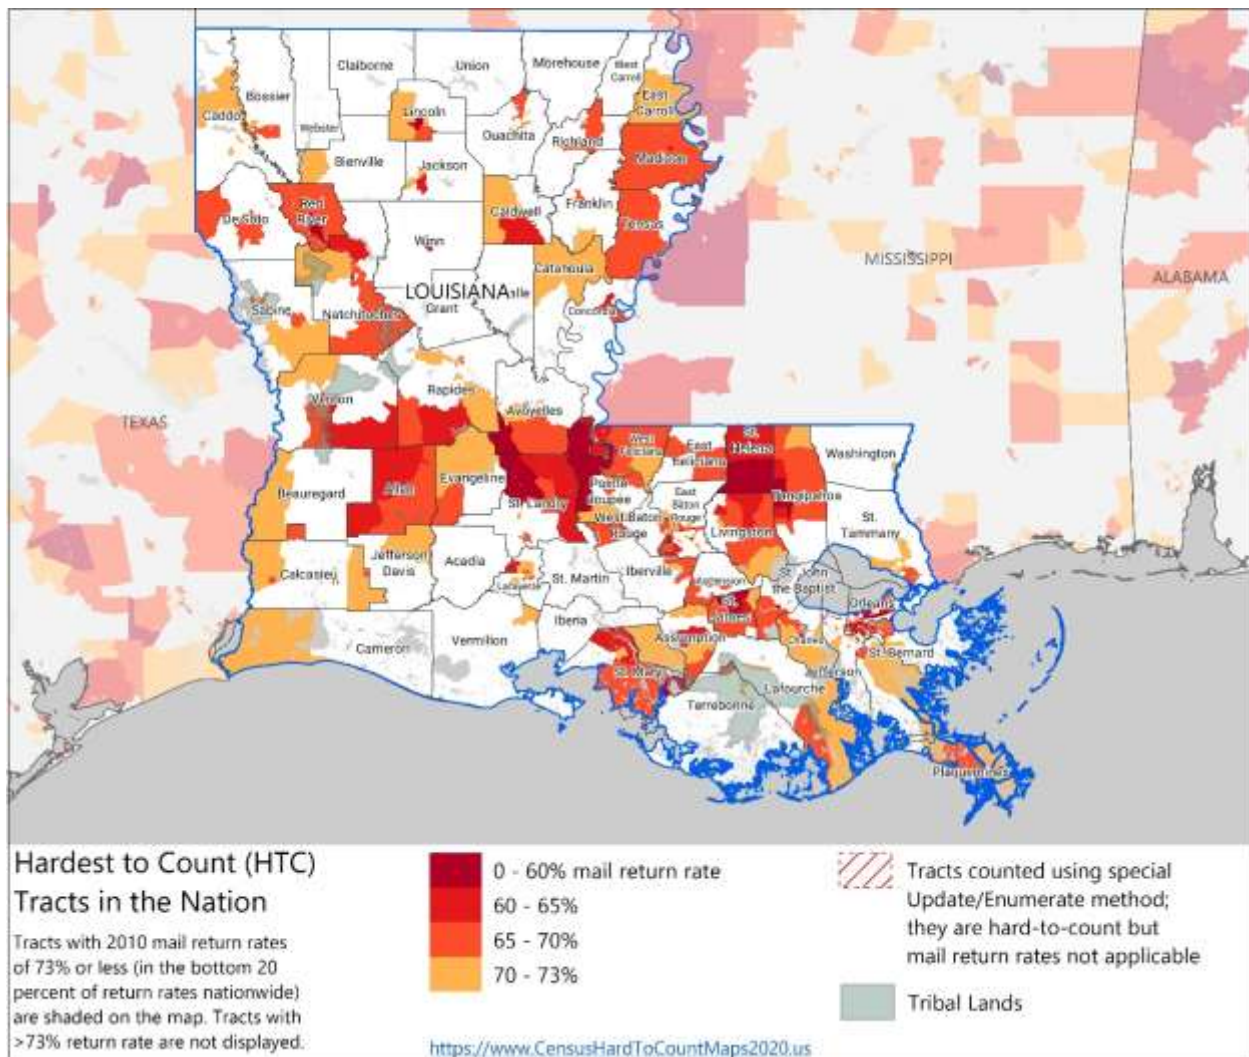 Claiborne
Union
Morehouse
West
Carroll
Bossier
Caddo
Webster
Lincoln
Ouachita
East
Carroll
Richland
Madison
Bienville
Jackson
De Soto
Red
River
Caldwell
Franklin
Tensas
Winn
Catahoula
MISSISSIPPI
ALABAMA
LOUISIANA
Sabine
Natchitoches
Grant
Concordia
TEXAS
Vernon
Rapides
Avoyelles
West
Feliciana
East
Feliciana
St.
Helena
Washington
Beauregard
Allen
Evangeline
St. Landry
Pointe
Coupee
East
Baton
Rouge
Tangipahoa
West Baton
Rouge
Livingston
St.
Tammany
Calcasieu
Jefferson
Davis
Acadia
Lafayette
St. Martin
Iberville
Ascension
St. John
the Baptist
Orleans
St.
James
Cameron
Vermilion
Iberia
Assumption
Charles
St. Bernard
Jefferson
St. Mary
Lafourche
Terrebonne
Plaquemines
Hardest to Count (HTC)
Tracts in the Nation
Tracts with 2010 mail return rates
of 73% or less (in the bottom 20
percent of return rates nationwide)
are shaded on the map. Tracts with
>73% return rate are not displayed.
0 - 60% mail return rate
60 - 65%
65 - 70%
70 - 73%
https://www.CensusHardToCountMaps2020.us
Tracts counted using special
Update/Enumerate method;
they are hard-to-count but
mail return rates not applicable
Tribal Lands